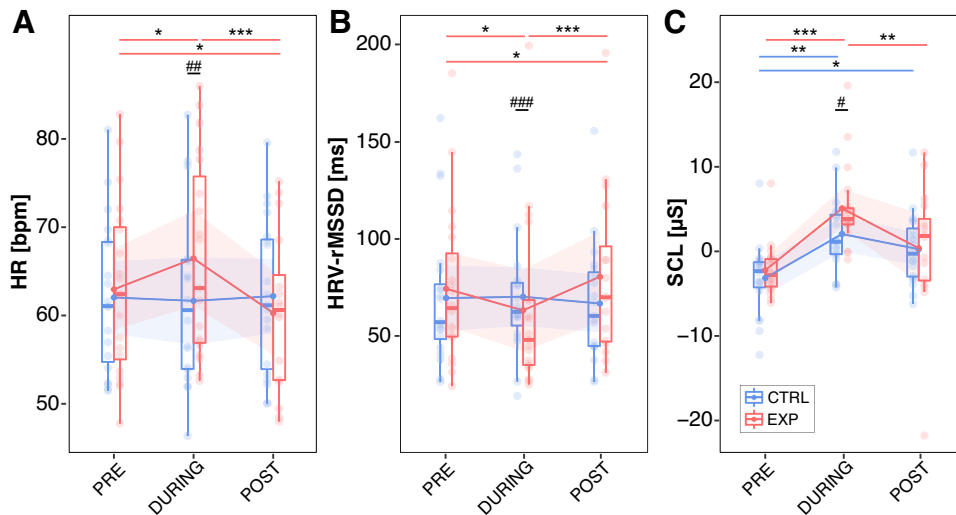 A
HR [bpm]
80
70
60
50
*
***
*
##
PRE
DURING
POST
B
HRV-rMSSD [ms]
200
150
100
50
*
***
*
###
PRE
DURING
POST
C
SCL [µS]
20
10
0
−10
−20
***
**
**
*
#
CTRL
EXP
PRE
DURING
POST